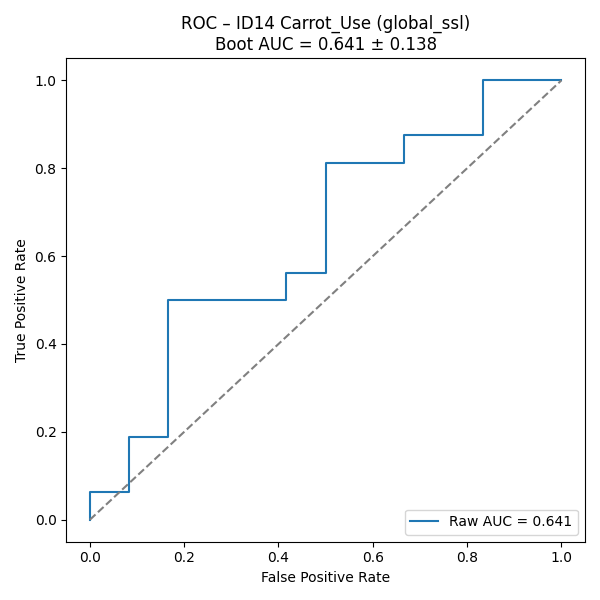 ROC – ID14 Carrot_Use (global_ssl)
Boot AUC = 0.641 ± 0.138
True Positive Rate
1.0
0.8
0.6
0.4
0.2
0.0
Raw AUC = 0.641
0.0 0.2 0.4 0.6 0.8 1.0
False Positive Rate